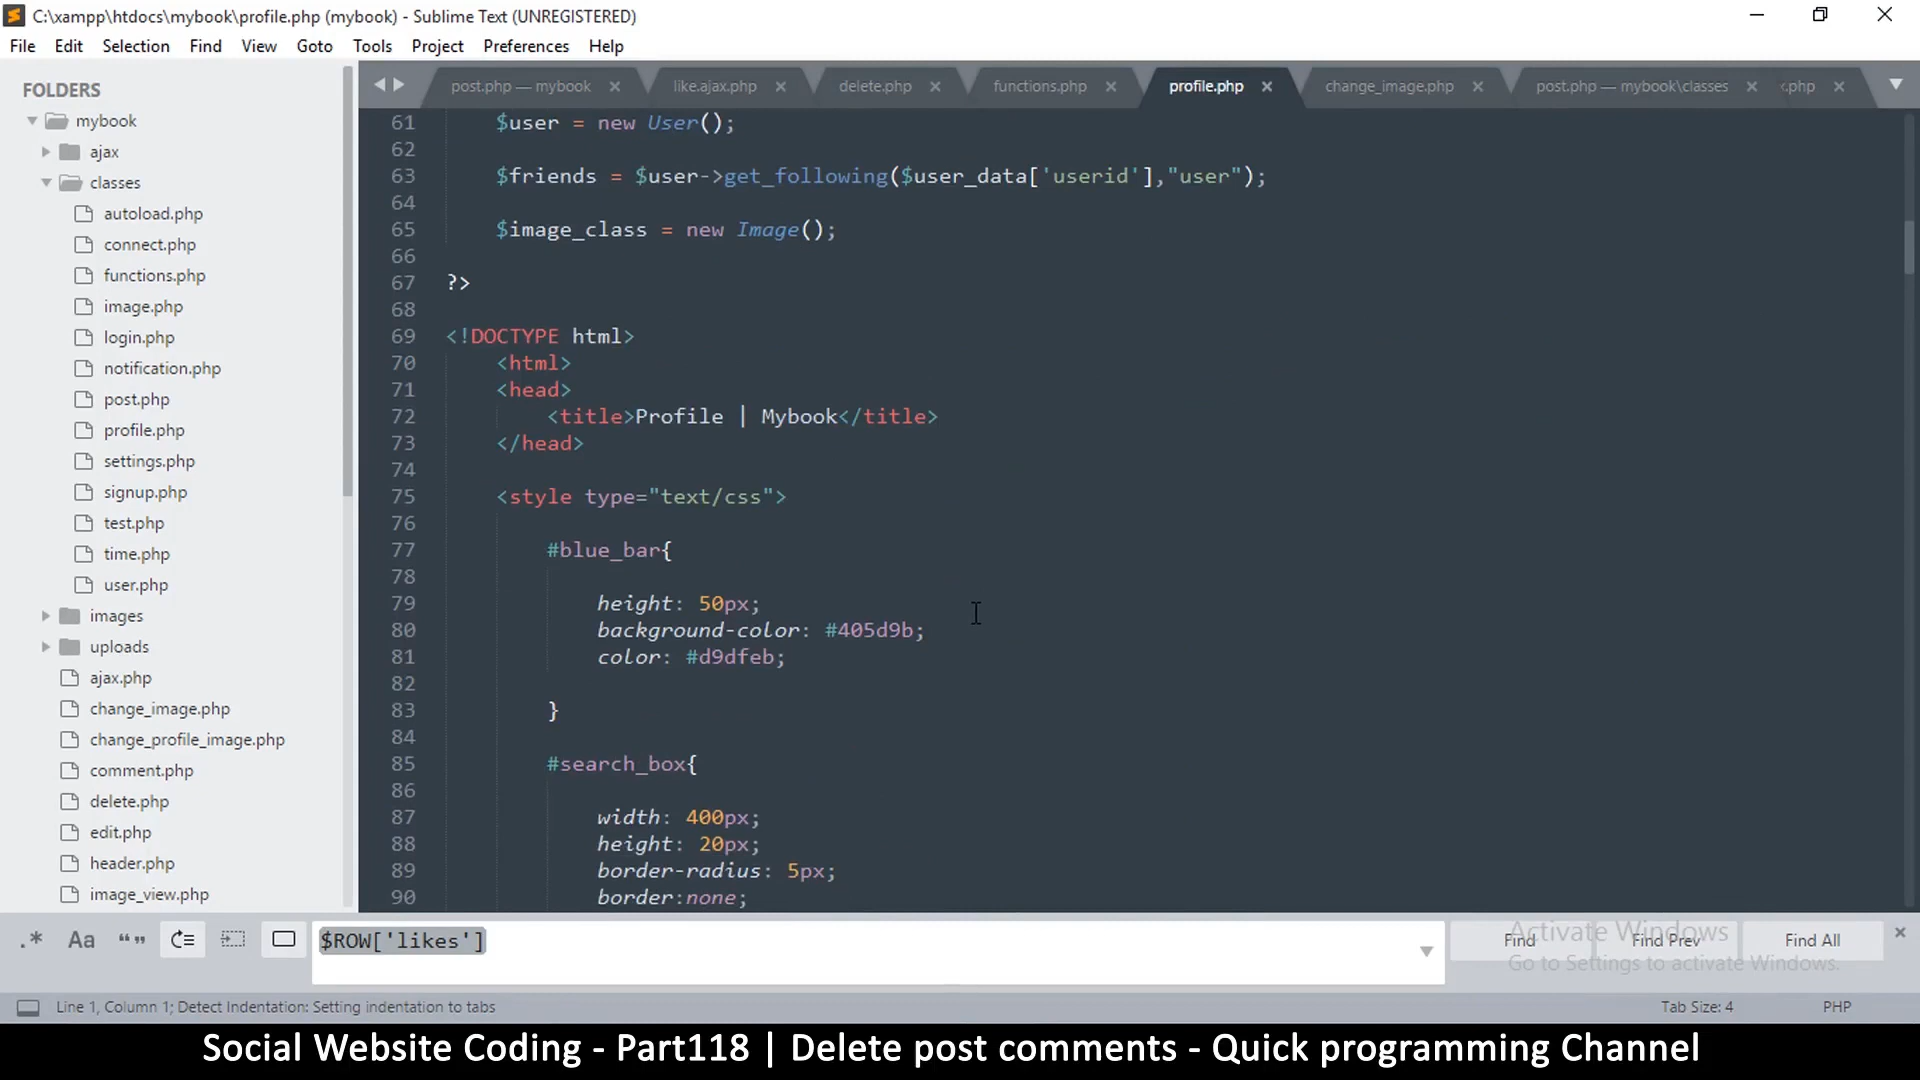 C:\xampp\htdocs\mybook\profile.php (mybook) - Sublime Text (UNREGISTERED)
File Edit Selection Find View Goto Tools Project Preferences Help
FOLDERS
mybook
ajax
classes
autoload.php
connect.php
functions.php
image.php
login.php
notification.php
post.php
profile.php
settings.php
signup.php
test.php
time.php
user.php
images
uploads
ajax.php
change_image.php
change_profile_image.php
comment.php
delete.php
edit.php
header.php
image_view.php
post.php — mybook like.ajax.php delete.php functions.php profile.php change_image.php post.php — mybook\classes .php
61 $user = new User();
62
63 $friends = $user->get_following($user_data['userid'],"user");
64
65 $image_class = new Image();
66
67 ?>
68
69 <!DOCTYPE html>
70 <html>
71 <head>
72 <title>Profile | Mybook</title>
73 </head>
74
75 <style type="text/css">
76
77 #blue_bar{
78
79 height: 50px;
80 background-color: #405d9b;
81 color: #d9dfeb;
82
83 }
84
85 #search_box{
86
87 width: 400px;
88 height: 20px;
89 border-radius: 5px;
90 border:none;
.* Aa “” $ROW['likes'] Find Find Prev Find All
Activate Windows
Go to Settings to activate Windows.
Line 1, Column 1; Detect Indentation: Setting indentation to tabs Tab Size: 4 PHP
Social Website Coding - Part118 | Delete post comments - Quick programming Channel